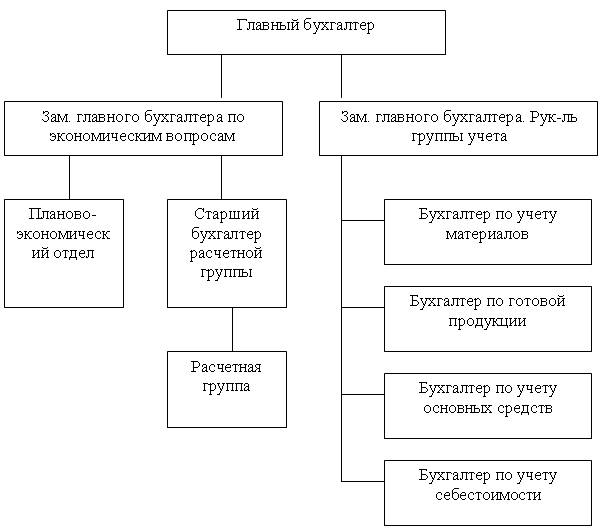 Главный бухгалтер
Зам. главного бухгалтера по
экономическим вопросам
Зам. главного бухгалтера. Рук-ль
группы учета
Планово-
экономическ
ий отдел
Старший
бухгалтер
расчетной
группы
Расчетная
группа
Бухгалтер по учету
материалов
Бухгалтер по готовой
продукции
Бухгалтер по учету
основных средств
Бухгалтер по учету
себестоимости